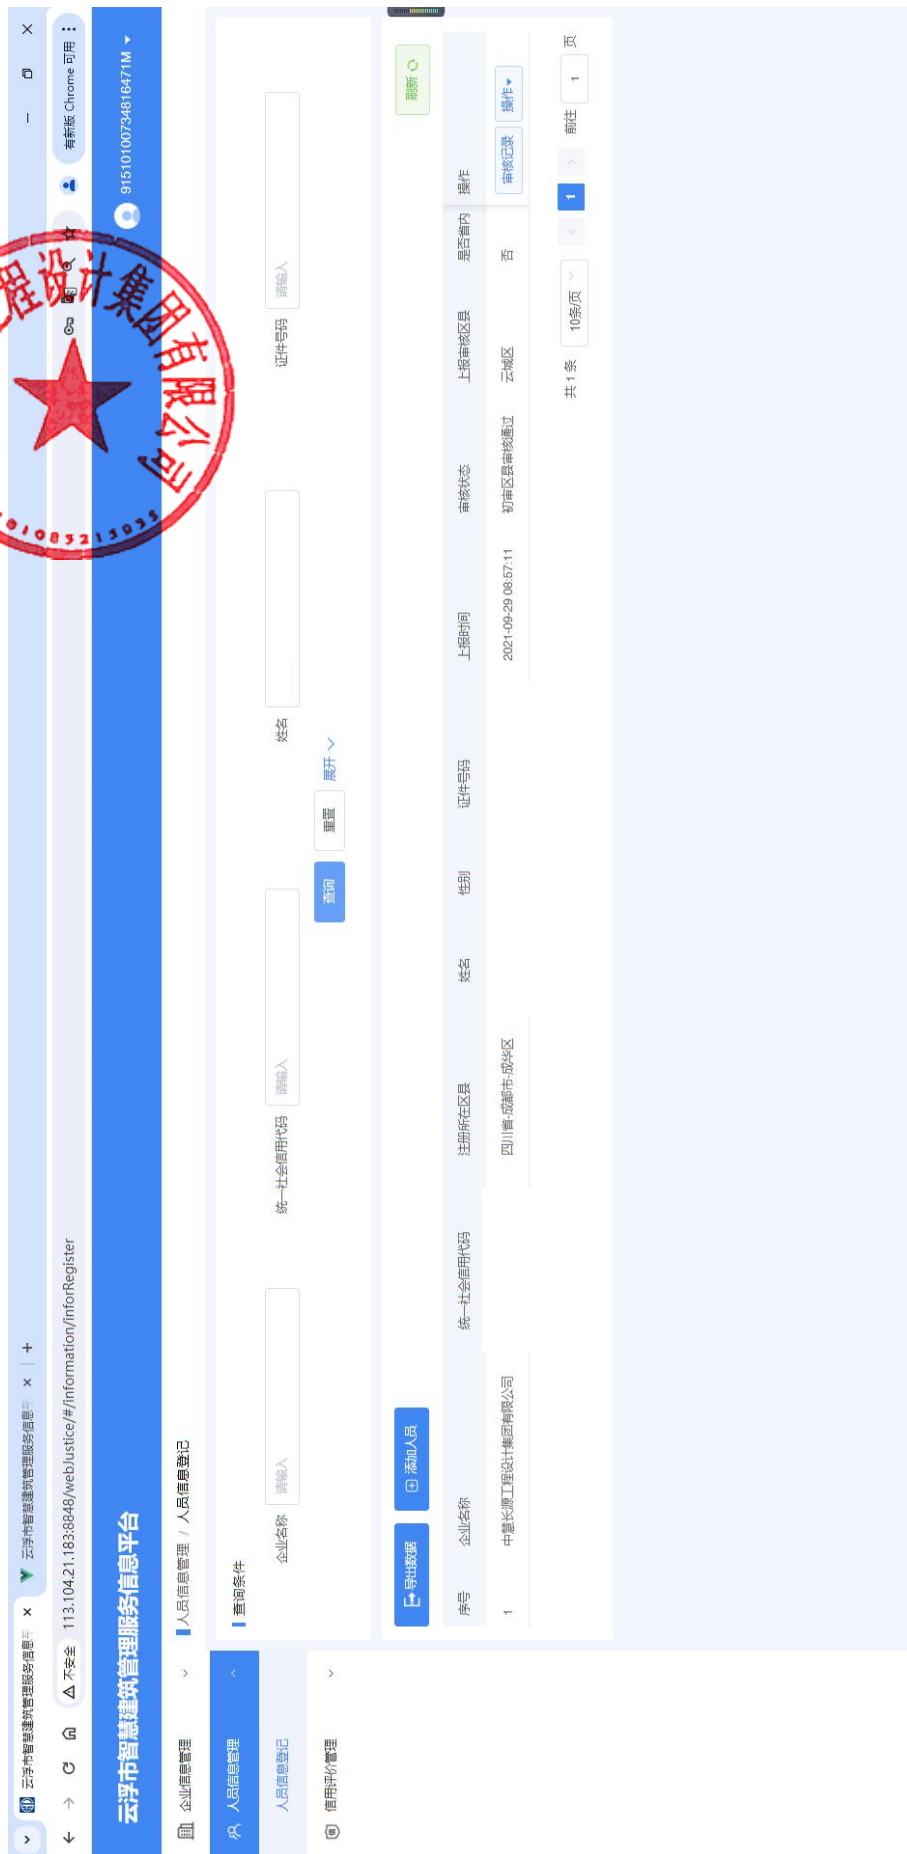 云浮市智慧建筑管理服务信息平 × 云浮市智慧建筑管理服务信息平 × +
不安全 113.104.21.183:8848/webJustice/#/information/inforRegister 有新版 Chrome 可用
云浮市智慧建筑管理服务信息平台 91510100734816471M
企业信息管理
人员信息管理
人员信息登记
信用评价管理
人员信息管理 / 人员信息登记
查询条件
企业名称 请输入 统一社会信用代码 请输入 姓名 证件号码 请输入
查询 重置 展开
导出数据 添加人员 刷新
序号 企业名称 统一社会信用代码 注册所在区县 姓名 性别 证件号码 上报时间 审核状态 上报审核区县 是否省内 操作
1 中慧长源工程设计集团有限公司 四川省-成都市-成华区 2021-09-29 08:57:11 初审区县审核通过 云城区 否 审核记录 操作
共 1 条 10条/页 1 前往 1 页
程设计集团有限公司